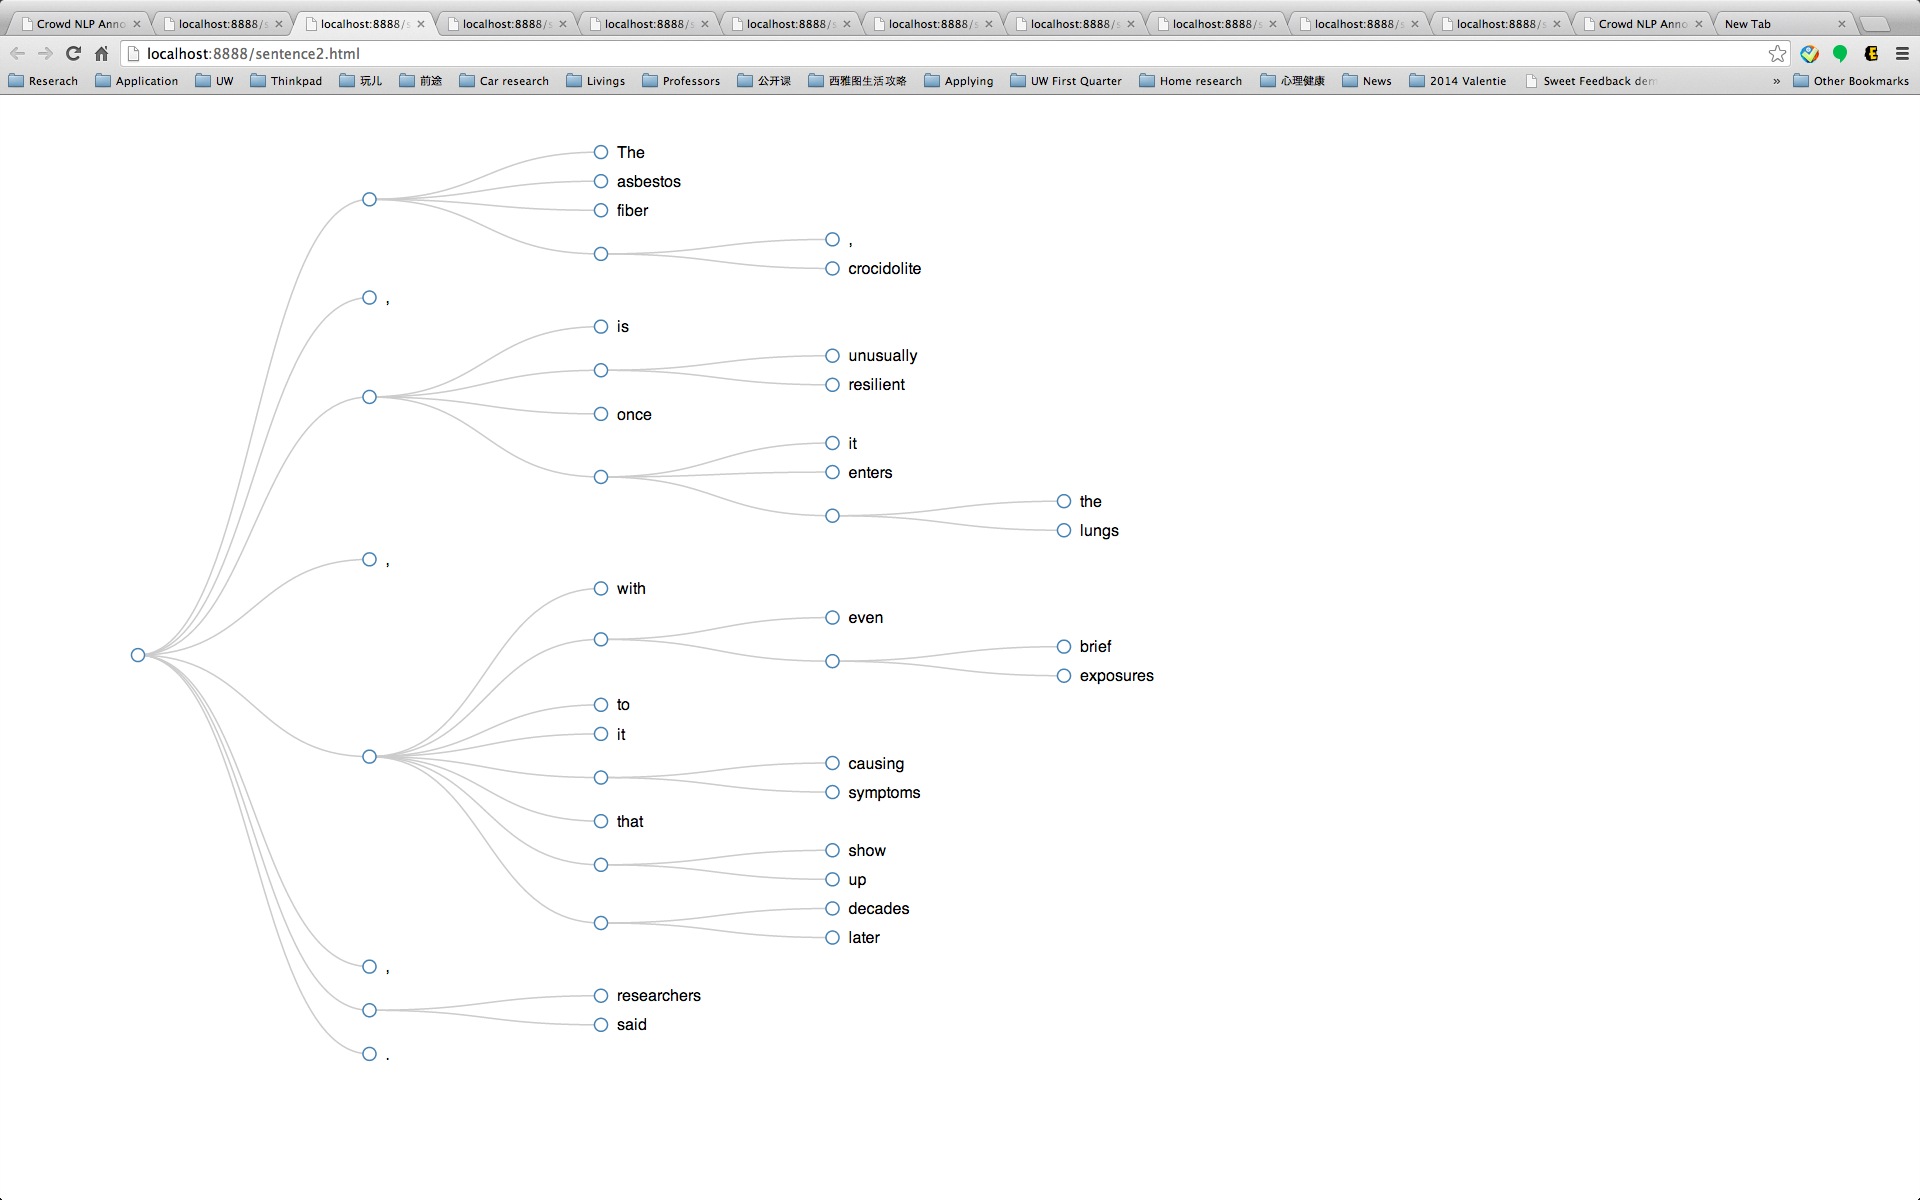 Crowd NLP Anno
localhost:8888/s
localhost:8888/s
localhost:8888/s
localhost:8888/s
localhost:8888/s
localhost:8888/s
localhost:8888/s
localhost:8888/s
localhost:8888/s
localhost:8888/s
Crowd NLP Anno
New Tab
localhost:8888/sentence2.html
Reserach
Application
UW
Thinkpad
玩儿
前途
Car research
Livings
Professors
公开课
西雅图生活攻略
Applying
UW First Quarter
Home research
心理健康
News
2014 Valentie
Sweet Feedback dem
»
Other Bookmarks
The
asbestos
fiber
,
crocidolite
,
is
unusually
resilient
once
it
enters
the
lungs
,
with
even
brief
exposures
to
it
causing
symptoms
that
show
up
decades
later
,
researchers
said
.